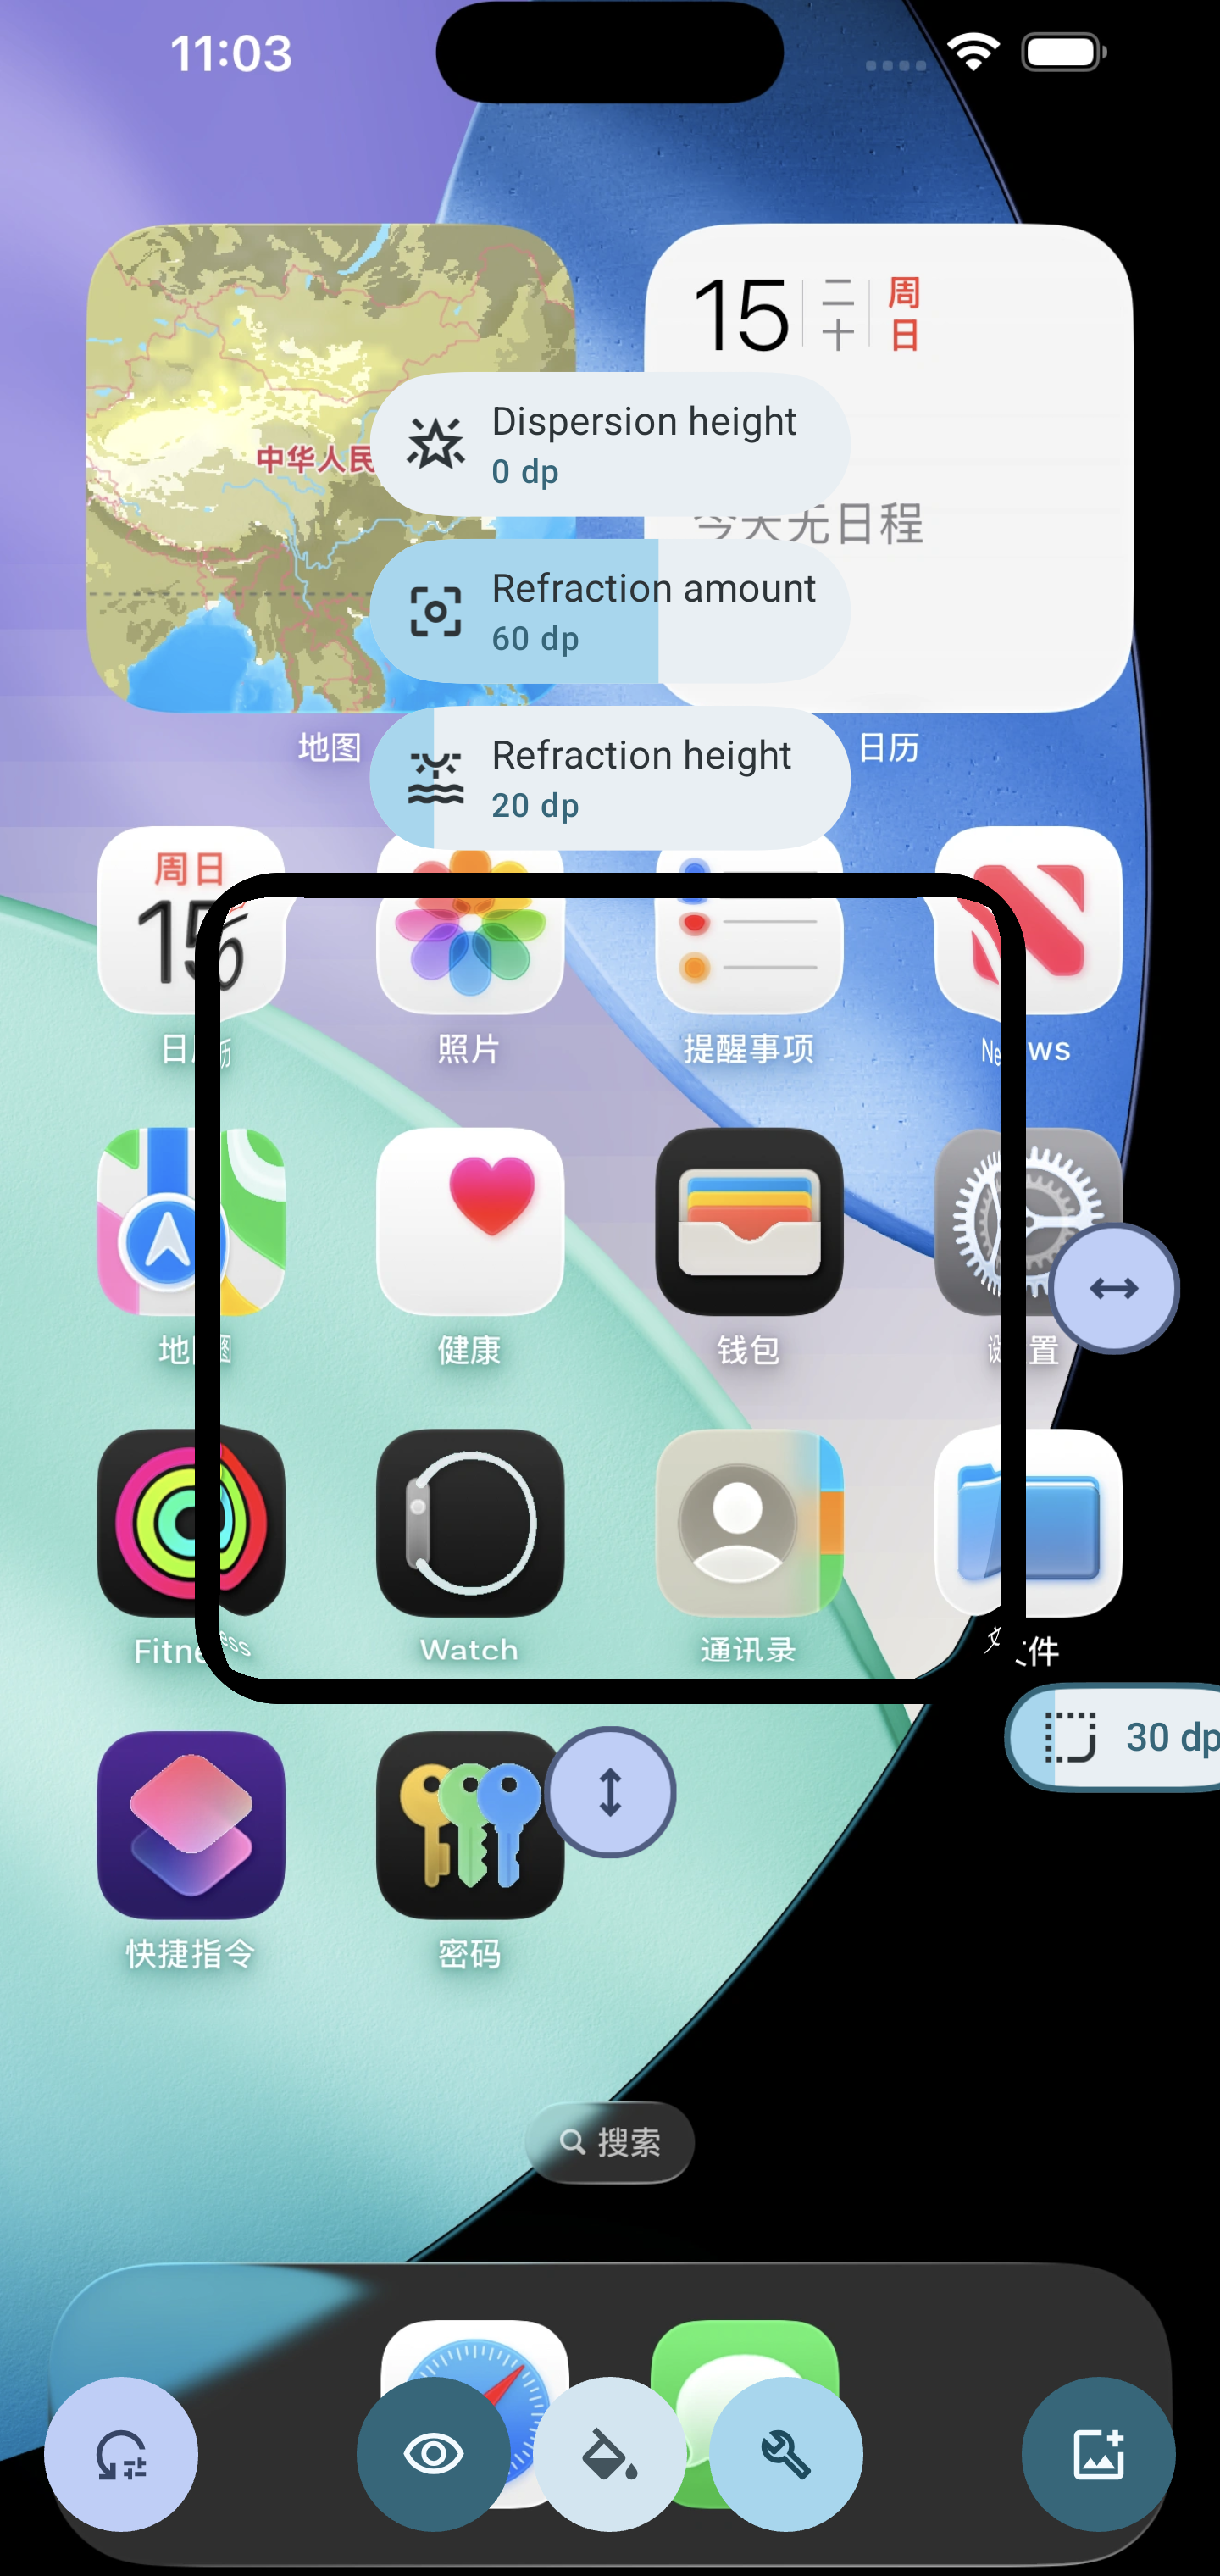 11:03
15
二十
周日
中华人民
Dispersion height
0 dp
今天无日程
Refraction amount
60 dp
地图
日历
Refraction height
20 dp
周日
15
日历
照片
提醒事项
News
地图
健康
钱包
设置
Fitness
Watch
通讯录
文件
30 dp
快捷指令
密码
搜索